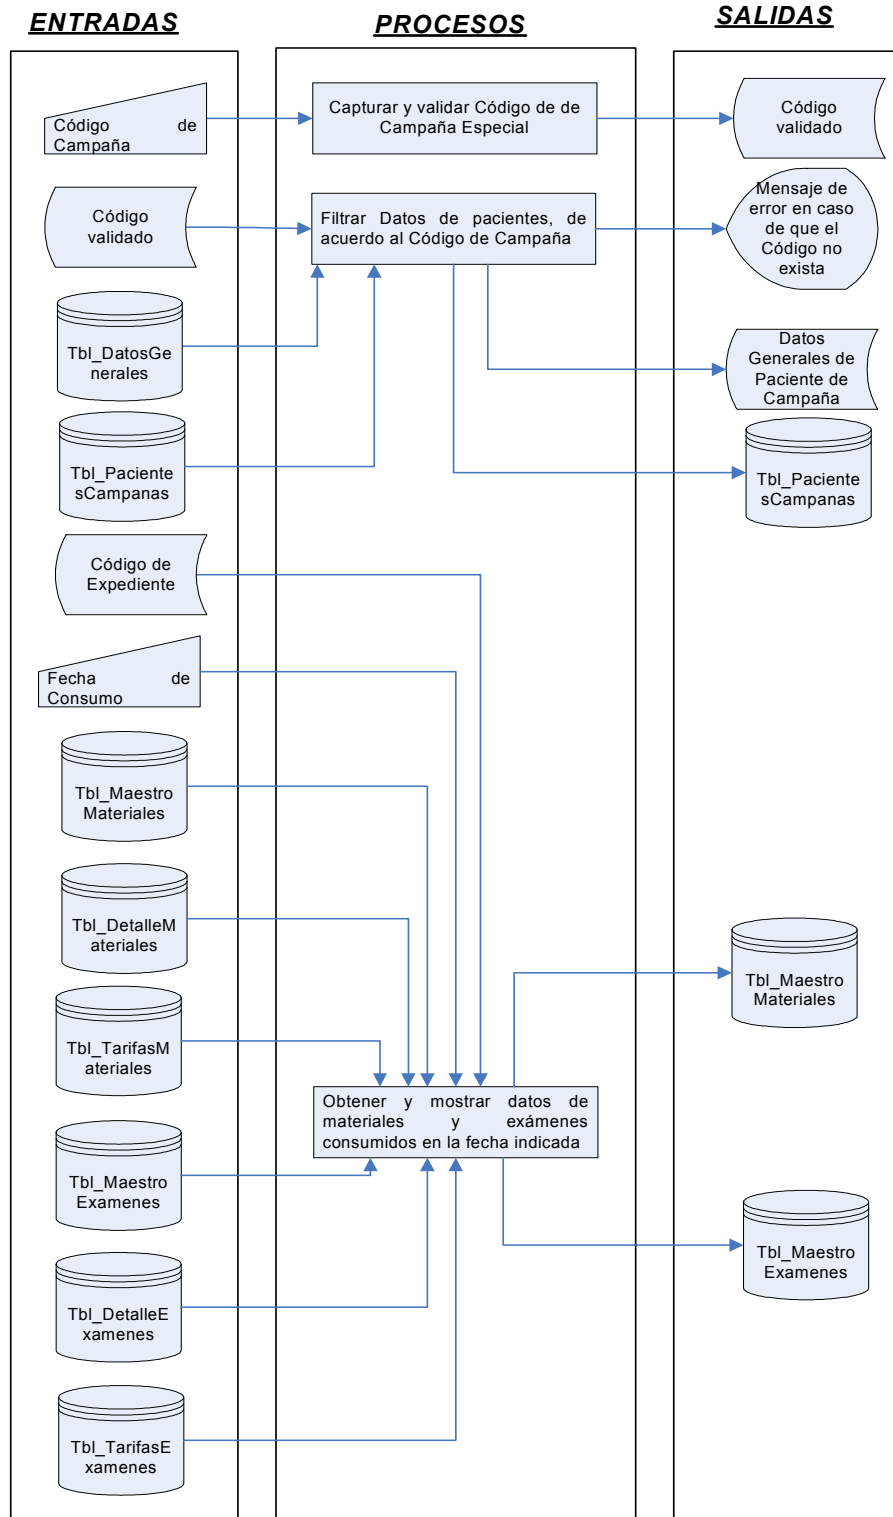 ENTRADAS
PROCESOS
SALIDAS
Código de
Campaña
Capturar y validar Código de de
Campaña Especial
Código
validado
Código
validado
Filtrar Datos de pacientes, de
acuerdo al Código de Campaña
Mensaje de
error en caso
de que el
Código no
exista
Tbl_DatosGe
nerales
Datos
Generales de
Paciente de
Campaña
Tbl_Paciente
sCampanas
Tbl_Paciente
sCampanas
Código de
Expediente
Fecha de
Consumo
Tbl_Maestro
Materiales
Tbl_DetalleM
ateriales
Tbl_Maestro
Materiales
Tbl_TarifasM
ateriales
Obtener y mostrar datos de
materiales y exámenes
consumidos en la fecha indicada
Tbl_Maestro
Examenes
Tbl_Maestro
Examenes
Tbl_DetalleE
xamenes
Tbl_TarifasE
xamenes